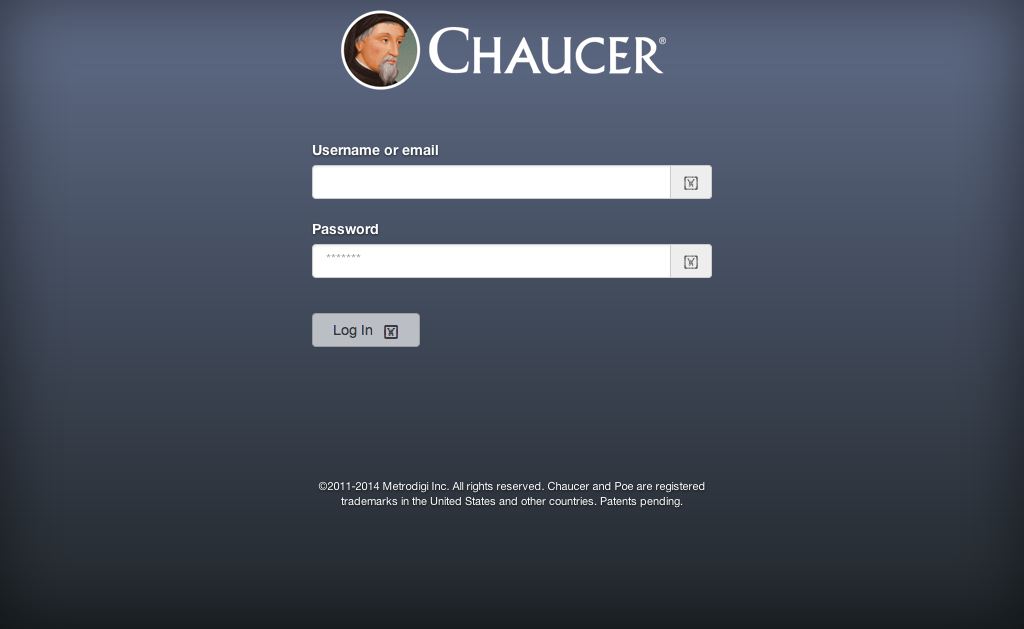 CHAUCER®
Username or email
Password
*******
Log In
©2011-2014 Metrodigi Inc. All rights reserved. Chaucer and Poe are registered
trademarks in the United States and other countries. Patents pending.